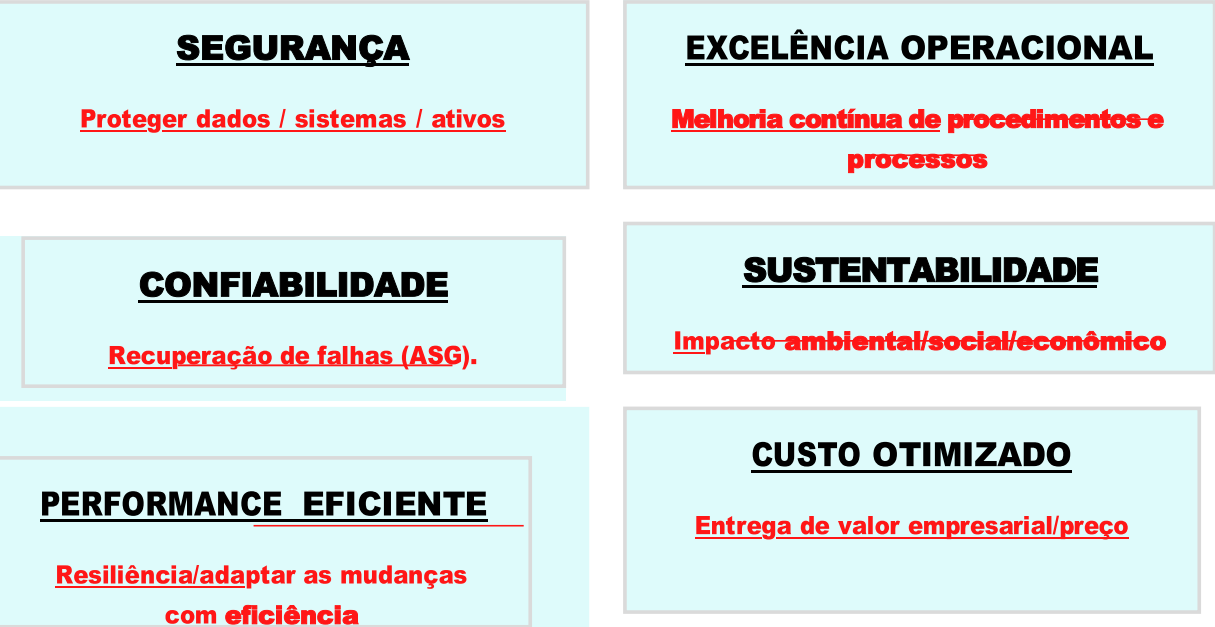 SEGURANÇA
Proteger dados / sistemas / ativos
EXCELÊNCIA OPERACIONAL
Melhoria contínua de procedimentos e
processos
CONFIABILIDADE
Recuperação de falhas (ASG).
SUSTENTABILIDADE
Impacto ambiental/social/econômico
PERFORMANCE EFICIENTE
Resiliência/adaptar as mudanças
com eficiência
CUSTO OTIMIZADO
Entrega de valor empresarial/preço